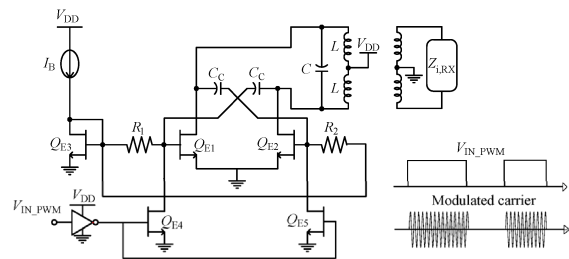 V_DD
I_B
C_C
C_C
C
L
L
V_DD
Z_i,RX
Q_E3
R_1
Q_E1
Q_E2
R_2
V_IN_PWM
V_DD
Q_E4
Q_E5
V_IN_PWM
Modulated carrier